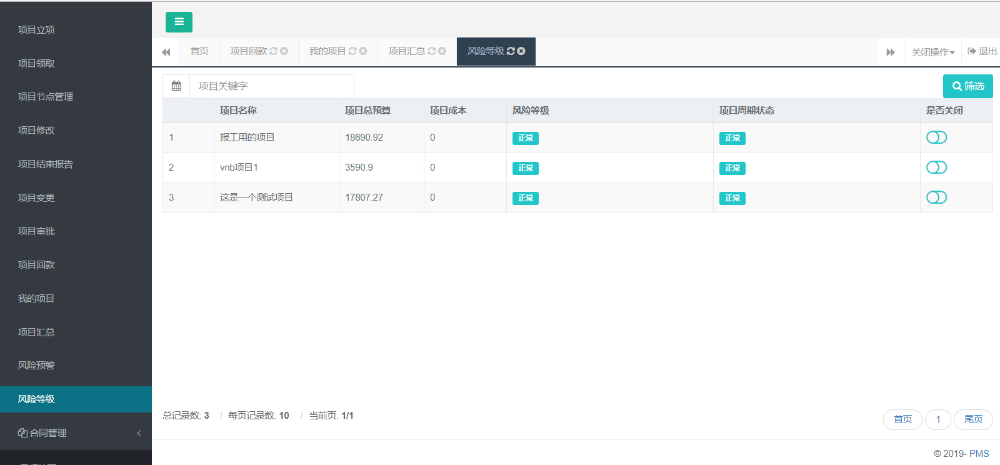 项目立项
项目领取
项目节点管理
项目修改
项目结束报告
项目变更
项目审批
项目回款
我的项目
项目汇总
风险预警
风险等级
合同管理
首页 项目回款 我的项目 项目汇总 风险等级 关闭操作 退出
项目关键字 筛选
项目名称 项目总预算 项目成本 风险等级 项目周期状态 是否关闭
1 报工用的项目 18690.92 0 正常 正常
2 vnb项目1 3590.9 0 正常 正常
3 这是一个测试项目 17807.27 0 正常 正常
总记录数: 3 / 每页记录数: 10 / 当前页: 1/1
首页 1 尾页
© 2019- PMS